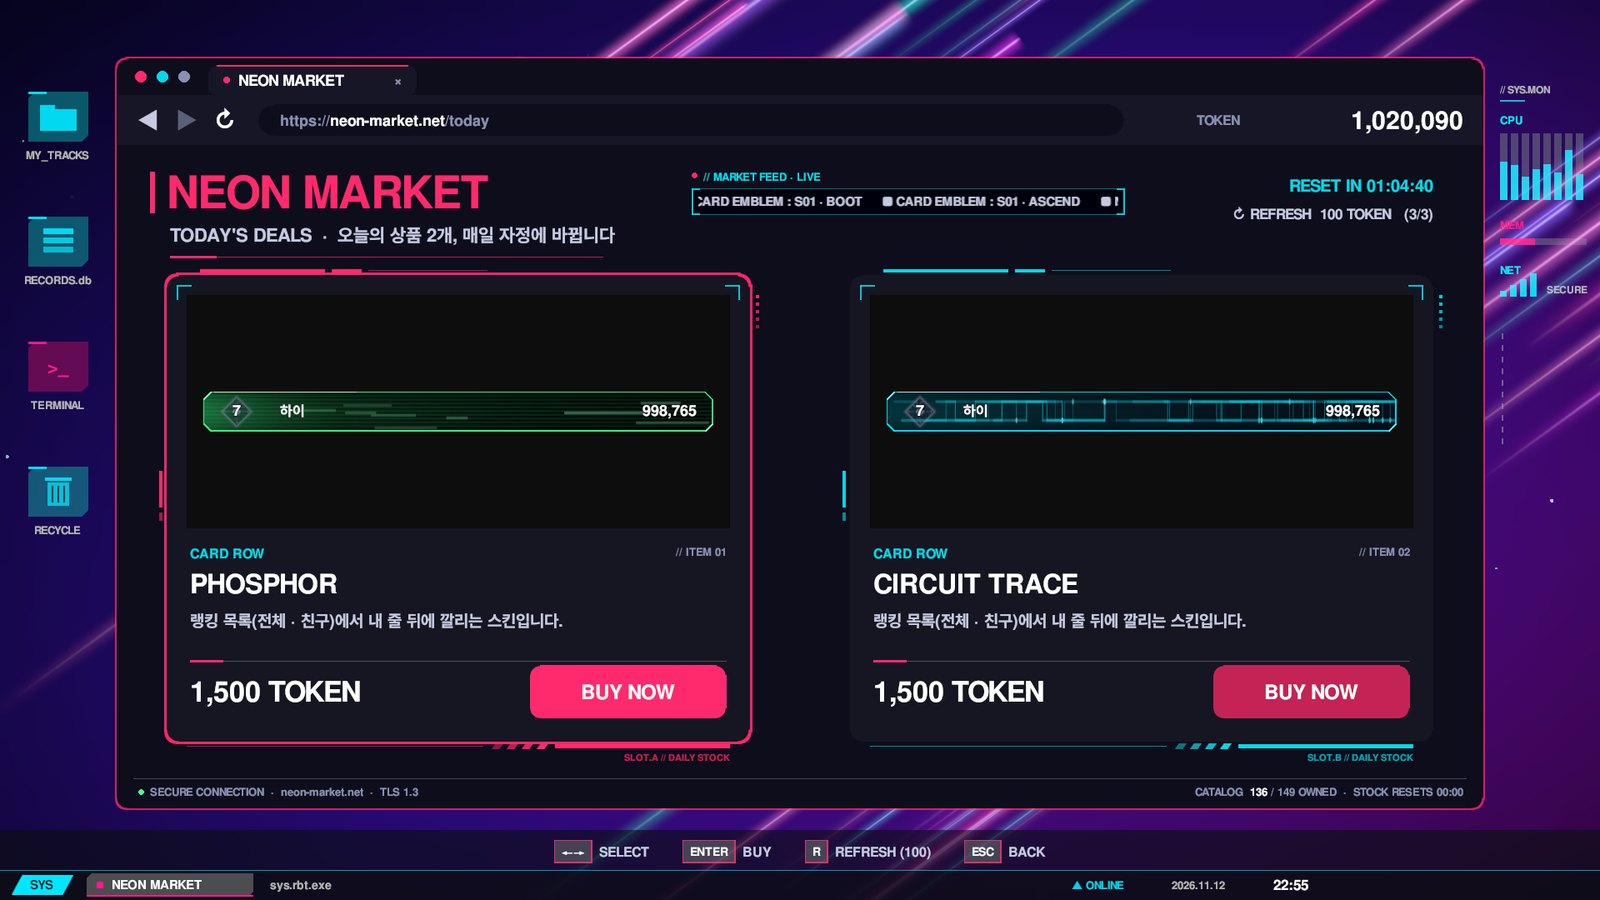 NEON MARKET ×
https://neon-market.net/today
TOKEN 1,020,090
MY_TRACKS
RECORDS.db
>_
TERMINAL
RECYCLE
// SYS.MON
CPU
MEM
NET
SECURE
NEON MARKET
TODAY'S DEALS · 오늘의 상품 2개, 매일 자정에 바뀝니다
// MARKET FEED · LIVE
CARD EMBLEM : S01 · BOOT CARD EMBLEM : S01 · ASCEND
RESET IN 01:04:40
REFRESH 100 TOKEN (3/3)
7 하이 998,765
CARD ROW // ITEM 01
PHOSPHOR
랭킹 목록(전체 · 친구)에서 내 줄 뒤에 깔리는 스킨입니다.
1,500 TOKEN BUY NOW
SLOT.A // DAILY STOCK
7 하이 998,765
CARD ROW // ITEM 02
CIRCUIT TRACE
랭킹 목록(전체 · 친구)에서 내 줄 뒤에 깔리는 스킨입니다.
1,500 TOKEN BUY NOW
SLOT.B // DAILY STOCK
SECURE CONNECTION · neon-market.net · TLS 1.3
CATALOG 136 / 149 OWNED · STOCK RESETS 00:00
←→ SELECT ENTER BUY R REFRESH (100) ESC BACK
SYS NEON MARKET sys.rbt.exe ▲ ONLINE 2026.11.12 22:55